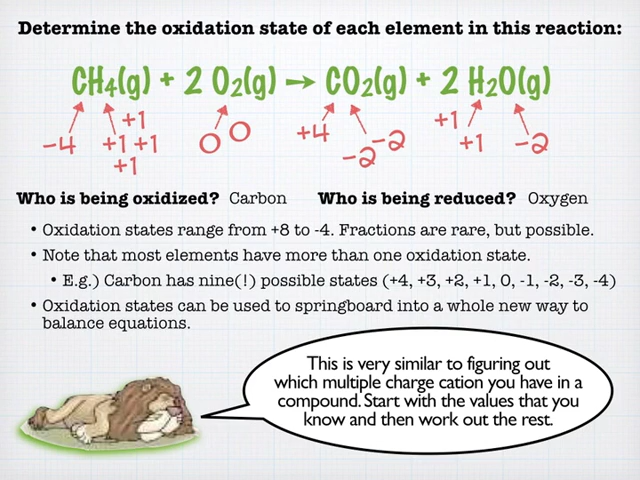 Determine the oxidation state of each element in this reaction:
CH₄(g) + 2 O₂(g) → CO₂(g) + 2 H₂O(g)
-4 +1 +1 +1 +1 0 0 +4 -2 -2 +1 +1 -2
Who is being oxidized? Carbon Who is being reduced? Oxygen
• Oxidation states range from +8 to -4. Fractions are rare, but possible.
• Note that most elements have more than one oxidation state.
• E.g.) Carbon has nine(!) possible states (+4, +3, +2, +1, 0, -1, -2, -3, -4)
• Oxidation states can be used to springboard into a whole new way to
balance equations.
This is very similar to figuring out
which multiple charge cation you have in a
compound. Start with the values that you
know and then work out the rest.